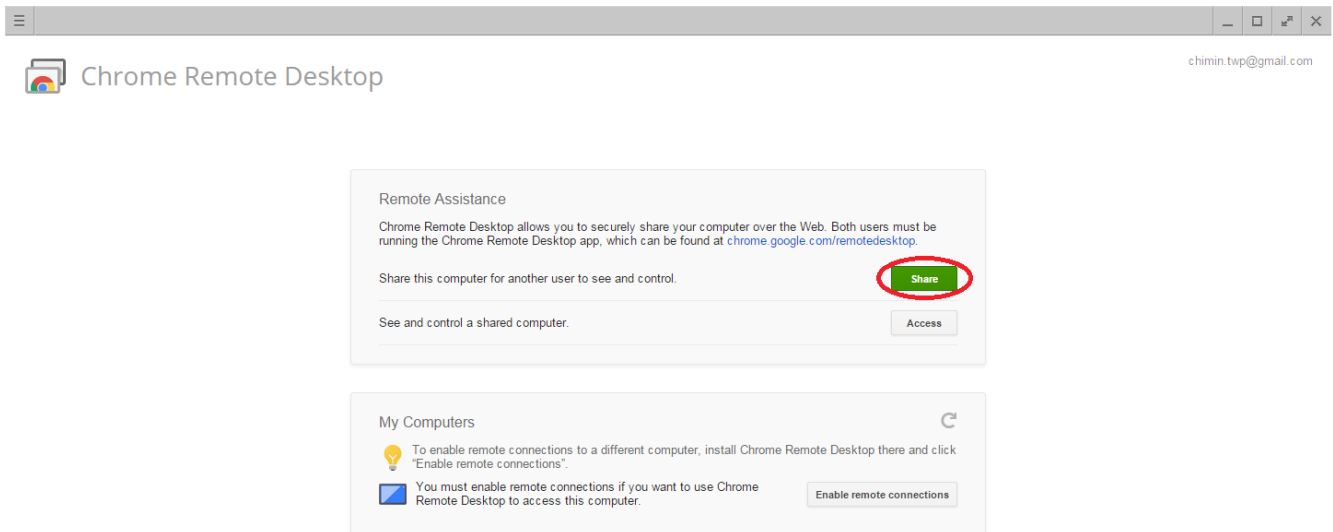 chimin.twp@gmail.com
Chrome Remote Desktop
Remote Assistance
Chrome Remote Desktop allows you to securely share your computer over the Web. Both users must be
running the Chrome Remote Desktop app, which can be found at chrome.google.com/remotedesktop.
Share this computer for another user to see and control.
Share
See and control a shared computer.
Access
My Computers
To enable remote connections to a different computer, install Chrome Remote Desktop there and click
"Enable remote connections".
You must enable remote connections if you want to use Chrome
Remote Desktop to access this computer.
Enable remote connections